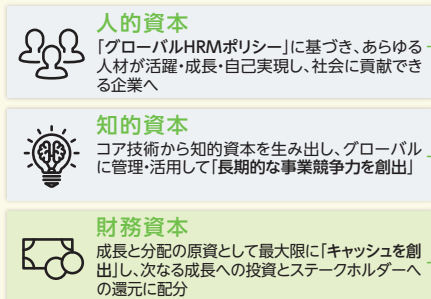 人的資本
「グローバルHRMポリシー」に基づき、あらゆる
人材が活躍・成長・自己実現し、社会に貢献でき
る企業へ
知的資本
コア技術から知的資本を生み出し、グローバル
に管理・活用して「長期的な事業競争力を創出」
財務資本
成長と分配の原資として最大限に「キャッシュを創
出」し、次なる成長への投資とステークホルダーへ
の還元に配分